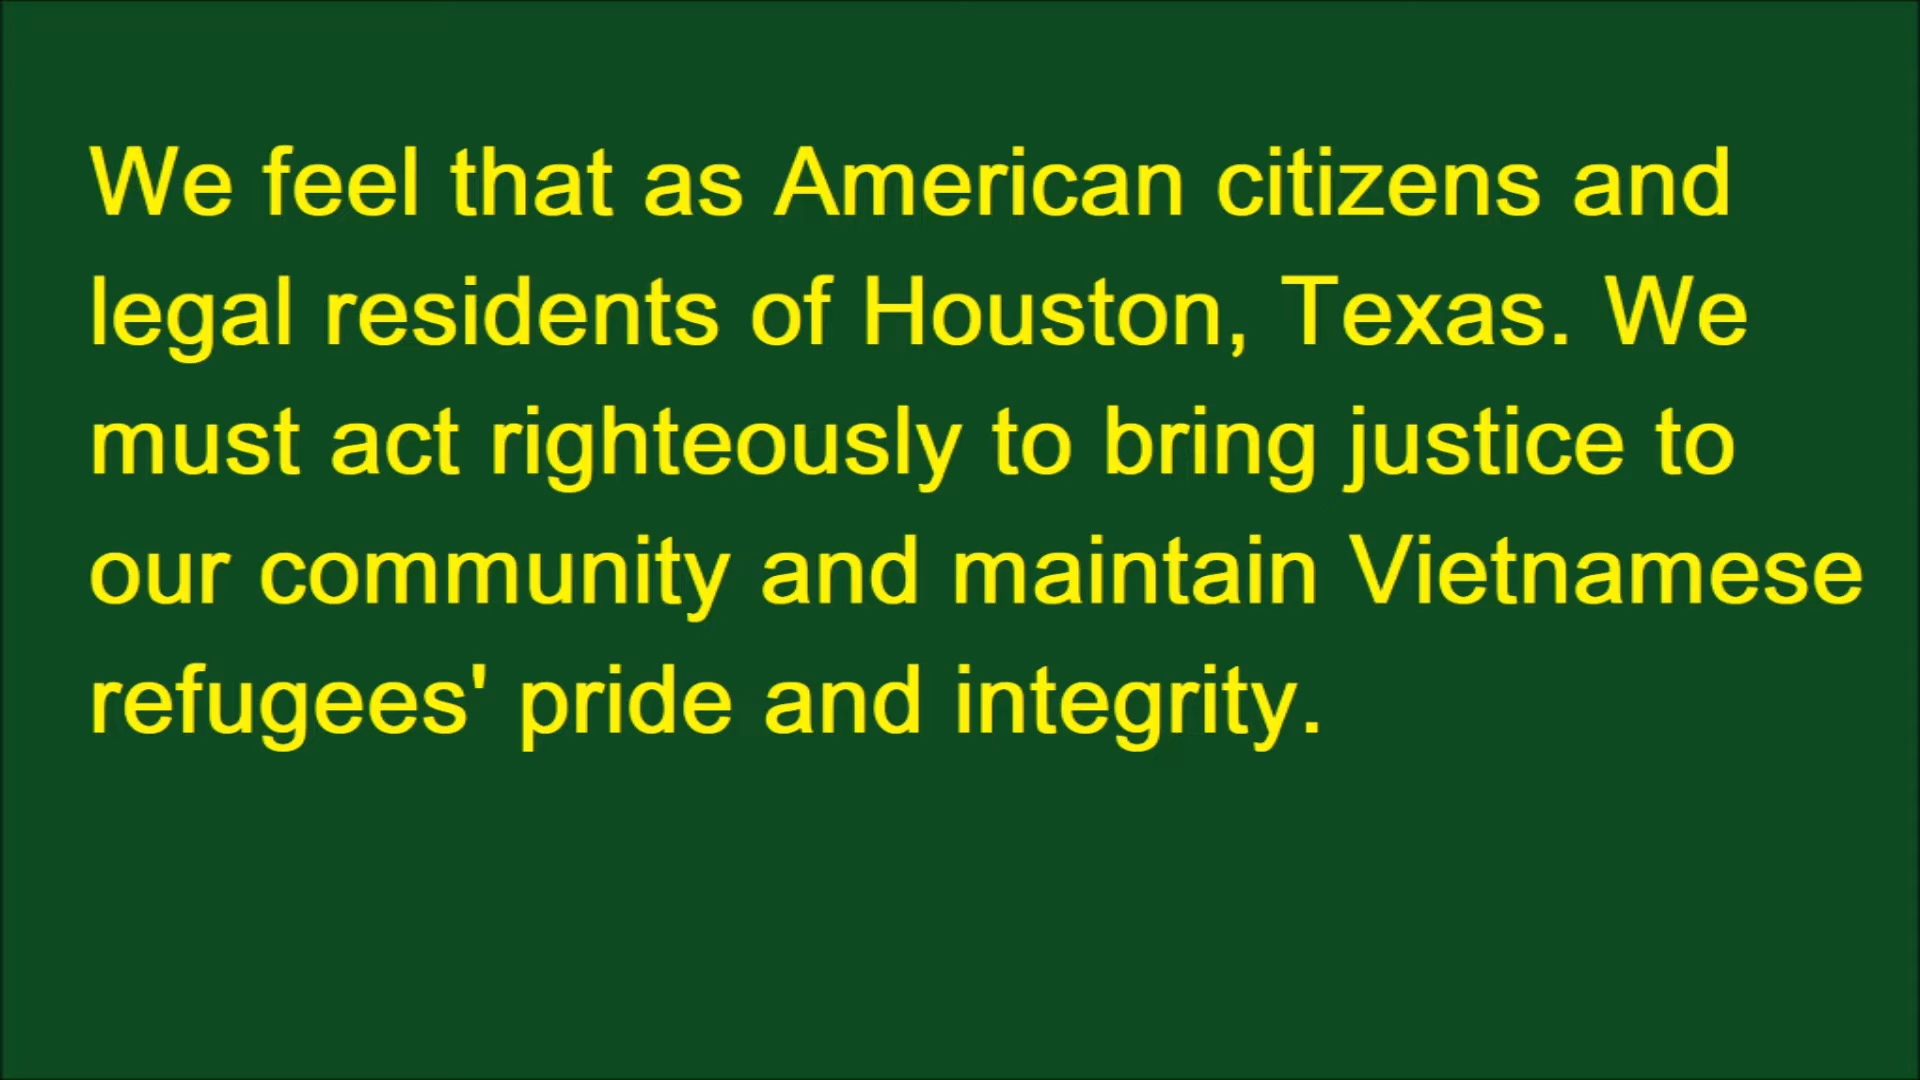 We feel that as American citizens and
legal residents of Houston, Texas. We
must act righteously to bring justice to
our community and maintain Vietnamese
refugees' pride and integrity.